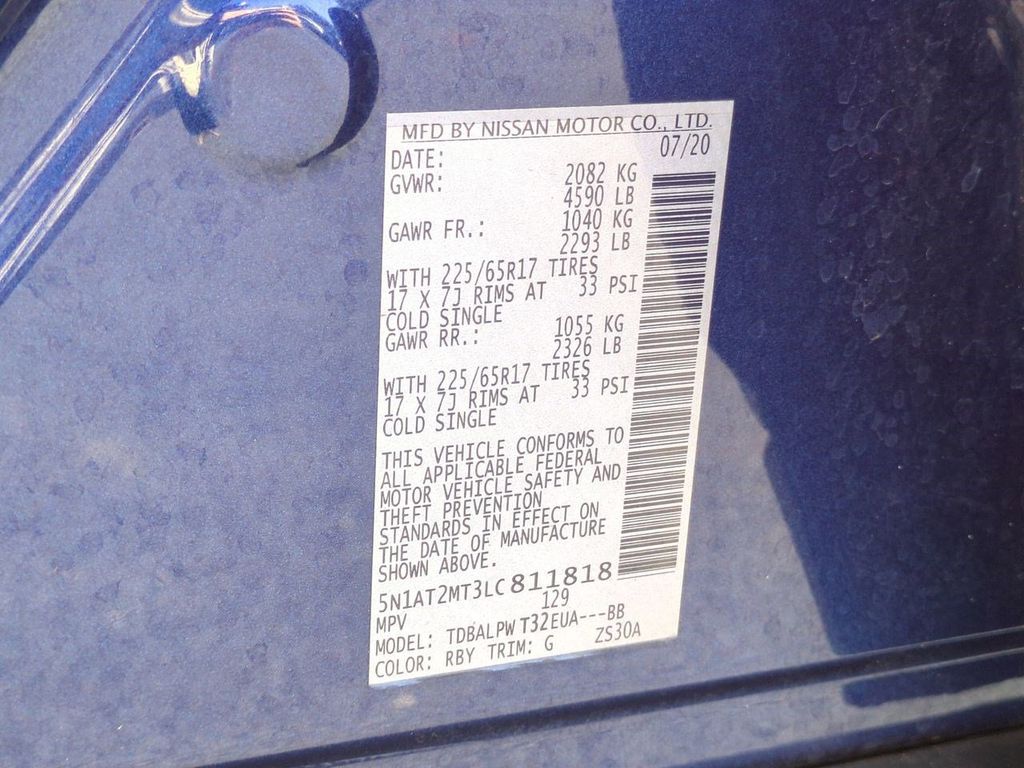 MFD BY NISSAN MOTOR CO., LTD.
DATE: 07/20
GVWR: 2082 KG
4590 LB
GAWR FR.: 1040 KG
2293 LB
WITH 225/65R17 TIRES
17 X 7J RIMS AT 33 PSI
COLD SINGLE
GAWR RR.: 1055 KG
2326 LB
WITH 225/65R17 TIRES
17 X 7J RIMS AT 33 PSI
COLD SINGLE
THIS VEHICLE CONFORMS TO
ALL APPLICABLE FEDERAL
MOTOR VEHICLE SAFETY AND
THEFT PREVENTION
STANDARDS IN EFFECT ON
THE DATE OF MANUFACTURE
SHOWN ABOVE.
5N1AT2MT3LC811818
MPV 129
MODEL: TDBALPWT32EUA---BB
COLOR: RBY TRIM: G ZS30A